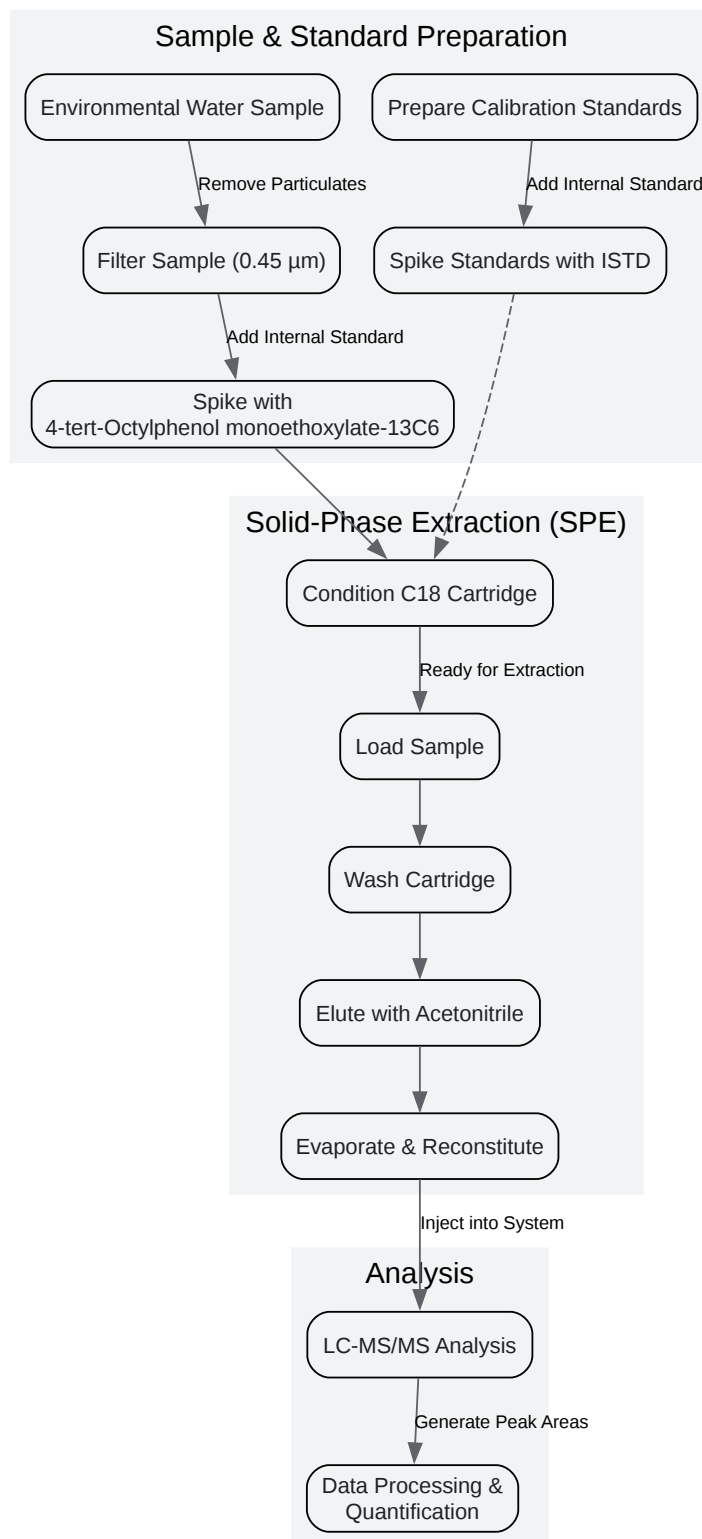 Sample & Standard Preparation
Environmental Water Sample
Prepare Calibration Standards
Remove Particulates
Add Internal Standard
Filter Sample (0.45 µm)
Spike Standards with ISTD
Add Internal Standard
Spike with
4-tert-Octylphenol monoethoxylate-13C6
Solid-Phase Extraction (SPE)
Condition C18 Cartridge
Ready for Extraction
Load Sample
Wash Cartridge
Elute with Acetonitrile
Evaporate & Reconstitute
Inject into System
Analysis
LC-MS/MS Analysis
Generate Peak Areas
Data Processing &
Quantification